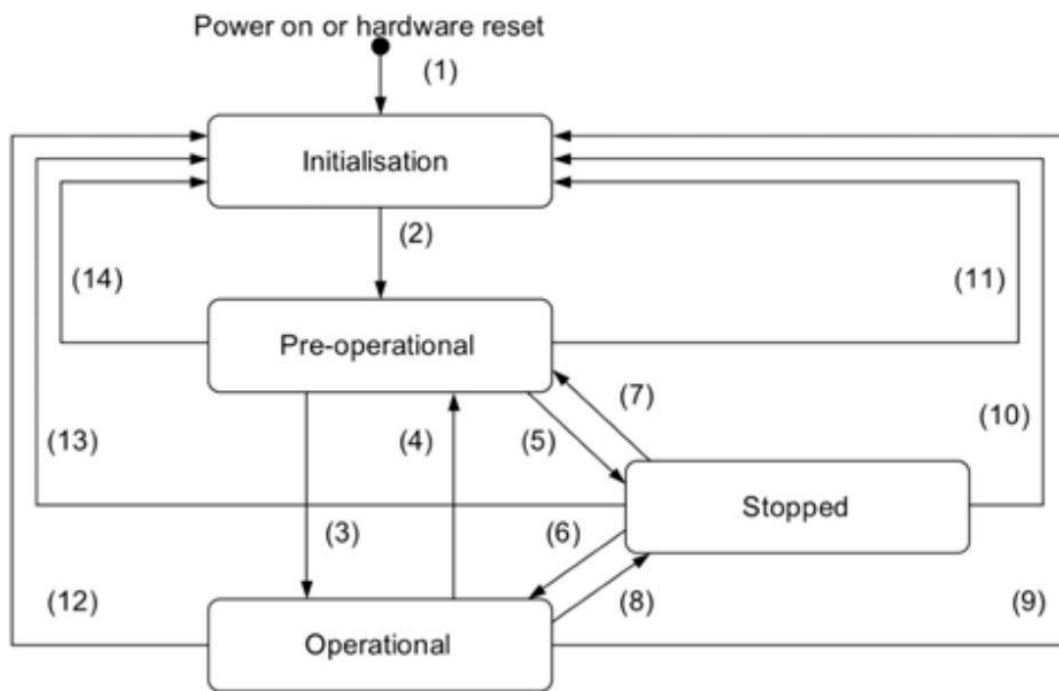 Power on or hardware reset
(1)
Initialisation
(2)
(14)
(11)
Pre-operational
(7)
(13)
(4)
(5)
(10)
Stopped
(3)
(6)
(12)
(8)
(9)
Operational